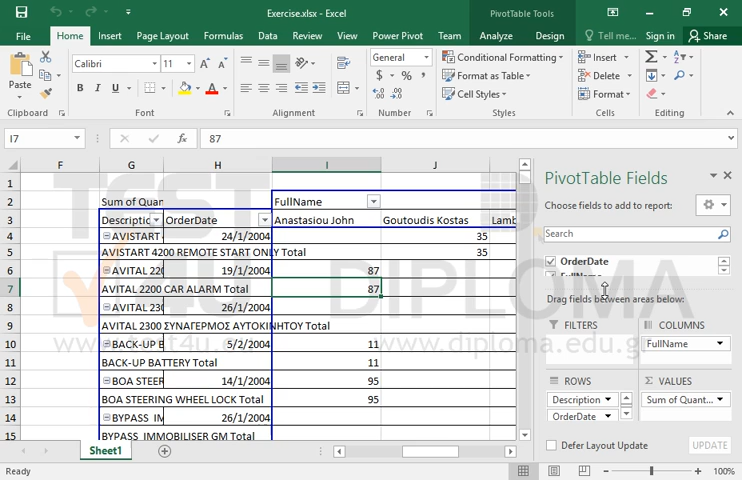 Exercise.xlsx - Excel
PivotTable Tools
File Home Insert Page Layout Formulas Data Review View PowerPivot Team Analyze Design Tell me... Sign in Share
Paste
Clipboard
Calibri 11
B I U
Font
Alignment
General
$ % ,
Number
Conditional Formatting
Format as Table
Cell Styles
Styles
Insert
Delete
Format
Cells
Editing
I7 87
F G H I J
1
2 Sum of Quan FullName
3 Descriptic OrderDate Anastasiou John Goutoudis Kostas Lamb
4 AVISTART 24/1/2004 35
5 AVISTART 4200 REMOTE START ONLY Total 35
6 AVITAL 220 19/1/2004 87
7 AVITAL 2200 CAR ALARM Total 87
8 AVITAL 230 26/1/2004
9 AVITAL 2300 ΣΥΝΑΓΕΡΜΟΣ ΑΥΤΟΚΙΝΗΤΟΥ Total
10 BACK-UP B 5/2/2004 11
11 BACK-UP BATTERY Total 11
12 BOA STEER 14/1/2004 95
13 BOA STEERING WHEEL LOCK Total 95
14 BYPASS IM 26/1/2004
15 BYPASS IMMOBILISER GM Total
TEST 4U DIPLOMA
www.test4u.eu www.diploma.edu.gr
PivotTable Fields
Choose fields to add to report:
Search
OrderDate
FullName
Drag fields between areas below:
FILTERS
COLUMNS
FullName
ROWS
Description
OrderDate
VALUES
Sum of Quant...
Defer Layout Update
UPDATE
Sheet1
Ready
100%